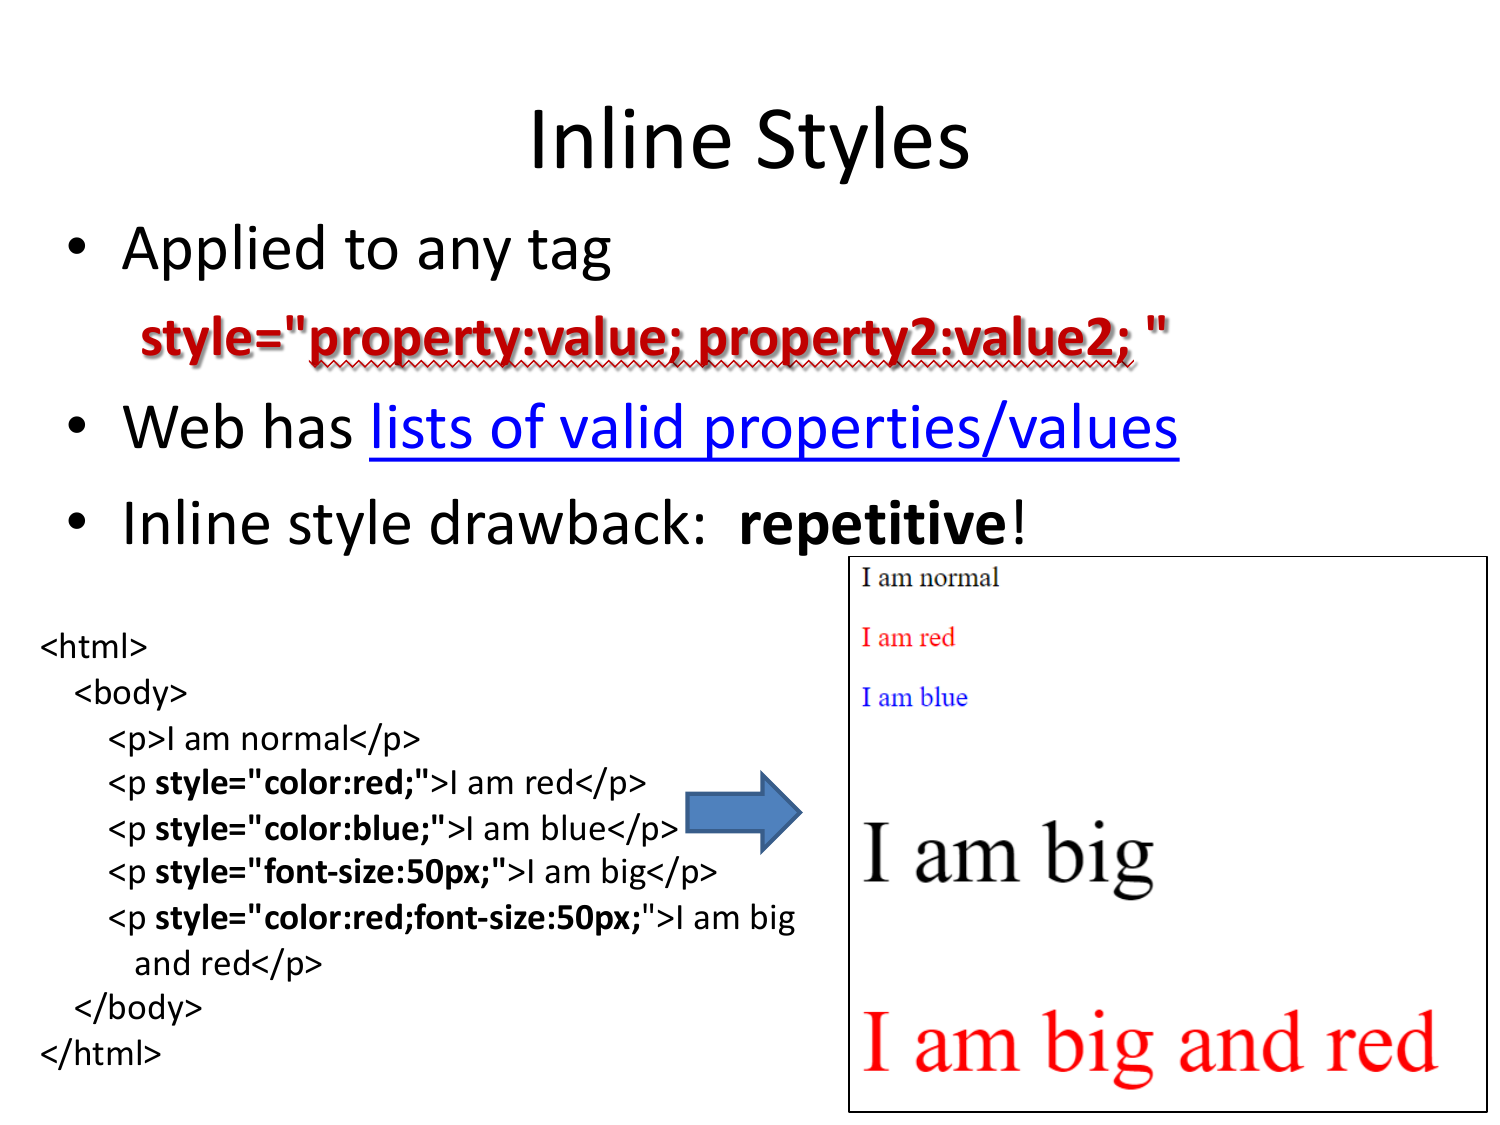 Inline Styles
• Applied to any tag
style="property:value; property2:value2; "
• Web has lists of valid properties/values
• Inline style drawback:  repetitive!
<html>
<body>
<p>I am normal</p>
<p style="color:red;">I am red</p>
<p style="color:blue;">I am blue</p>
<p style="font-size:50px;">I am big</p>
<p style="color:red;font-size:50px;">I am big
and red</p>
</body>
</html>
I am normal
I am red
I am blue
I am big
I am big and red